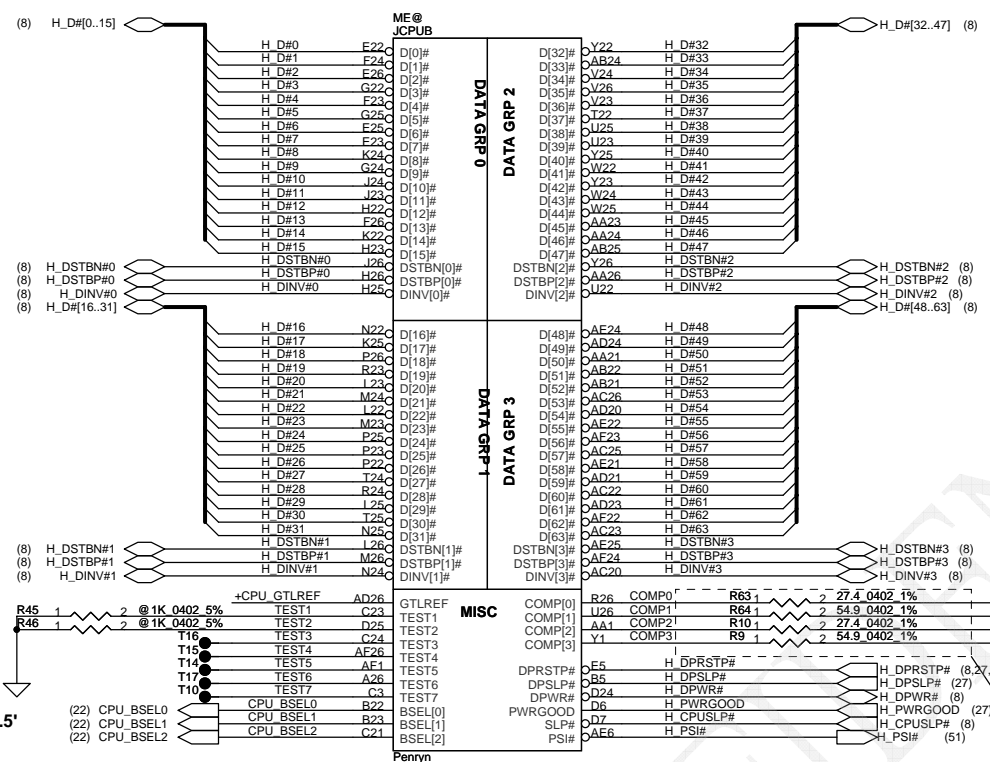 ME@
JCPUB
(8) H_D#[0..15] H_D#[32..47] (8)
H_D#0 E22 D[0]# D[32]# Y22 H_D#32
H_D#1 F24 D[1]# D[33]# AB24 H_D#33
H_D#2 E26 D[2]# D[34]# V24 H_D#34
H_D#3 G22 D[3]# D[35]# V26 H_D#35
H_D#4 F23 D[4]# D[36]# V23 H_D#36
H_D#5 G25 D[5]# D[37]# T22 H_D#37
H_D#6 E25 D[6]# D[38]# U25 H_D#38
H_D#7 E23 D[7]# D[39]# U23 H_D#39
H_D#8 K24 D[8]# D[40]# Y25 H_D#40
H_D#9 G24 D[9]# D[41]# W22 H_D#41
H_D#10 J24 D[10]# D[42]# Y23 H_D#42
H_D#11 J23 D[11]# D[43]# W24 H_D#43
H_D#12 H22 D[12]# D[44]# W25 H_D#44
H_D#13 F26 D[13]# D[45]# AA23 H_D#45
H_D#14 K22 D[14]# D[46]# AA24 H_D#46
H_D#15 H23 D[15]# D[47]# AB25 H_D#47
(8) H_DSTBN#0 H_DSTBN#0 J26 DSTBN[0]# DSTBN[2]# Y26 H_DSTBN#2 H_DSTBN#2 (8)
(8) H_DSTBP#0 H_DSTBP#0 H26 DSTBP[0]# DSTBP[2]# AA26 H_DSTBP#2 H_DSTBP#2 (8)
(8) H_DINV#0 H_DINV#0 H25 DINV[0]# DINV[2]# U22 H_DINV#2 H_DINV#2 (8)
DATA GRP 0
DATA GRP 2
(8) H_D#[16..31] H_D#[48..63] (8)
H_D#16 N22 D[16]# D[48]# AE24 H_D#48
H_D#17 K25 D[17]# D[49]# AD24 H_D#49
H_D#18 P26 D[18]# D[50]# AA21 H_D#50
H_D#19 R23 D[19]# D[51]# AB22 H_D#51
H_D#20 L23 D[20]# D[52]# AB21 H_D#52
H_D#21 M24 D[21]# D[53]# AC26 H_D#53
H_D#22 L22 D[22]# D[54]# AD20 H_D#54
H_D#23 M23 D[23]# D[55]# AE22 H_D#55
H_D#24 P25 D[24]# D[56]# AF23 H_D#56
H_D#25 P23 D[25]# D[57]# AC25 H_D#57
H_D#26 P22 D[26]# D[58]# AE21 H_D#58
H_D#27 T24 D[27]# D[59]# AD21 H_D#59
H_D#28 R24 D[28]# D[60]# AC22 H_D#60
H_D#29 L25 D[29]# D[61]# AD23 H_D#61
H_D#30 T25 D[30]# D[62]# AF22 H_D#62
H_D#31 N25 D[31]# D[63]# AC23 H_D#63
(8) H_DSTBN#1 H_DSTBN#1 L26 DSTBN[1]# DSTBN[3]# AE25 H_DSTBN#3 H_DSTBN#3 (8)
(8) H_DSTBP#1 H_DSTBP#1 M26 DSTBP[1]# DSTBP[3]# AF24 H_DSTBP#3 H_DSTBP#3 (8)
(8) H_DINV#1 H_DINV#1 N24 DINV[1]# DINV[3]# AC20 H_DINV#3 H_DINV#3 (8)
DATA GRP 1
DATA GRP 3
+CPU_GTLREF AD26 GTLREF MISC COMP[0] R26 COMP0 R63 1 2 27.4_0402_1%
R45 1 2 @1K_0402_5% TEST1 C23 TEST1 COMP[1] U26 COMP1 R64 1 2 54.9_0402_1%
R46 1 2 @1K_0402_5% TEST2 D25 TEST2 COMP[2] AA1 COMP2 R10 1 2 27.4_0402_1%
T16 TEST3 C24 TEST3 COMP[3] Y1 COMP3 R9 1 2 54.9_0402_1%
T15 TEST4 AF26 TEST4
T14 TEST5 AF1 TEST5 DPRSTP# E5 H_DPRSTP# H_DPRSTP# (8,27,
T17 TEST6 A26 TEST6 DPSLP# B5 H_DPSLP# H_DPSLP# (27)
T10 TEST7 C3 TEST7 DPWR# D24 H_DPWR# H_DPWR# (8)
(22) CPU_BSEL0 CPU_BSEL0 B22 BSEL[0] PWRGOOD D6 H_PWRGOOD H_PWRGOOD (27)
(22) CPU_BSEL1 CPU_BSEL1 B23 BSEL[1] SLP# D7 H_CPUSLP# H_CPUSLP# (8)
(22) CPU_BSEL2 CPU_BSEL2 C21 BSEL[2] PSI# AE6 H_PSI# H_PSI# (51)
.5'
Penryn